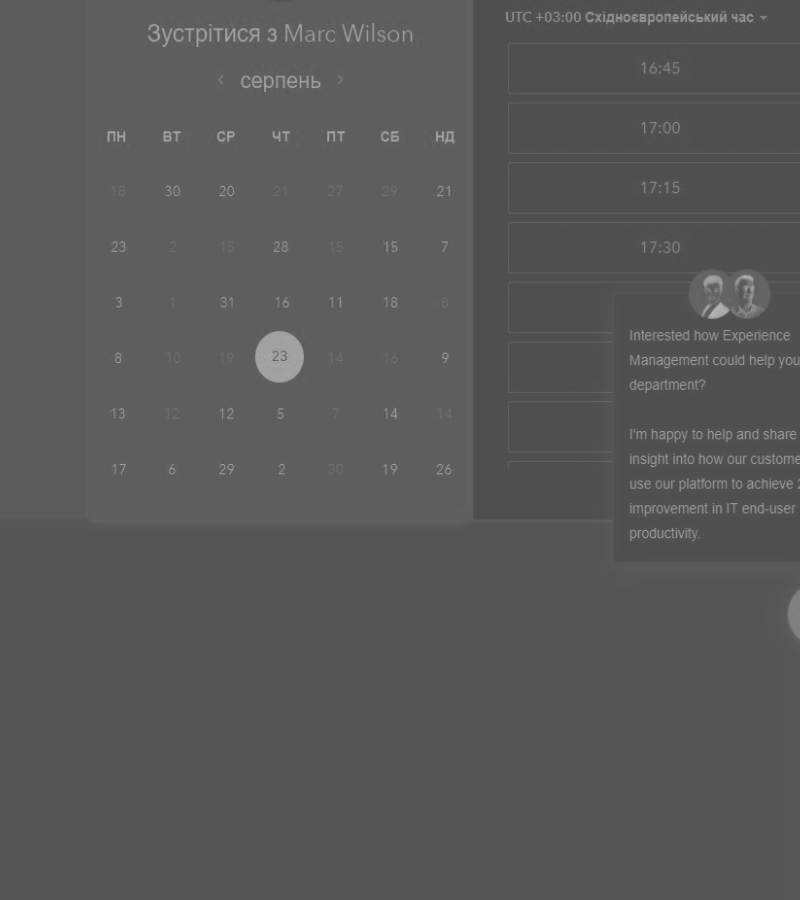 Зустрітися з Marc Wilson
серпень
ПН ВТ СР ЧТ ПТ СБ НД
18 30 20 21 27 29 21
23 2 15 28 15 15 7
3 1 31 16 11 18 8
8 10 19 23 14 16 9
13 12 12 5 7 14 14
17 6 29 2 30 19 26
UTC +03:00 Східноєвропейський час
16:45
17:00
17:15
17:30
Interested how Experience
Management could help you
department?
I'm happy to help and share
insight into how our custome
use our platform to achieve 2
improvement in IT end-user
productivity.